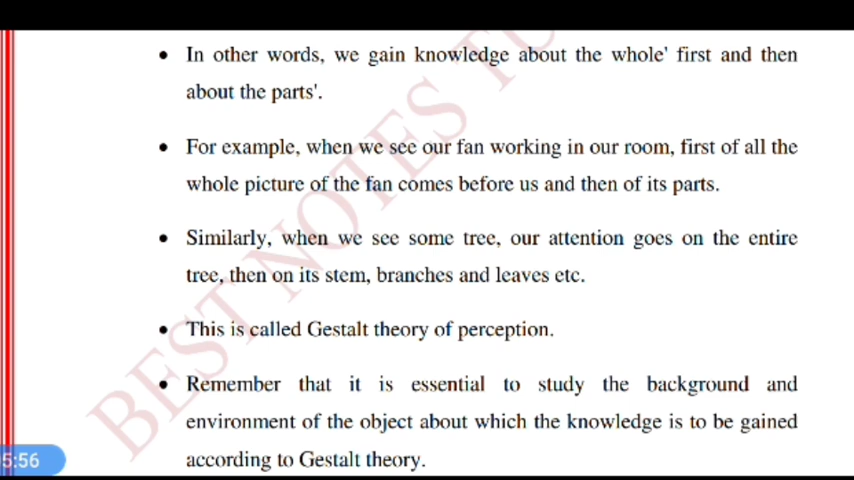 • In other words, we gain knowledge about the whole' first and then
about the parts'.
• For example, when we see our fan working in our room, first of all the
whole picture of the fan comes before us and then of its parts.
• Similarly, when we see some tree, our attention goes on the entire
tree, then on its stem, branches and leaves etc.
• This is called Gestalt theory of perception.
• Remember that it is essential to study the background and
environment of the object about which the knowledge is to be gained
according to Gestalt theory.
BEST NOTES
5:56